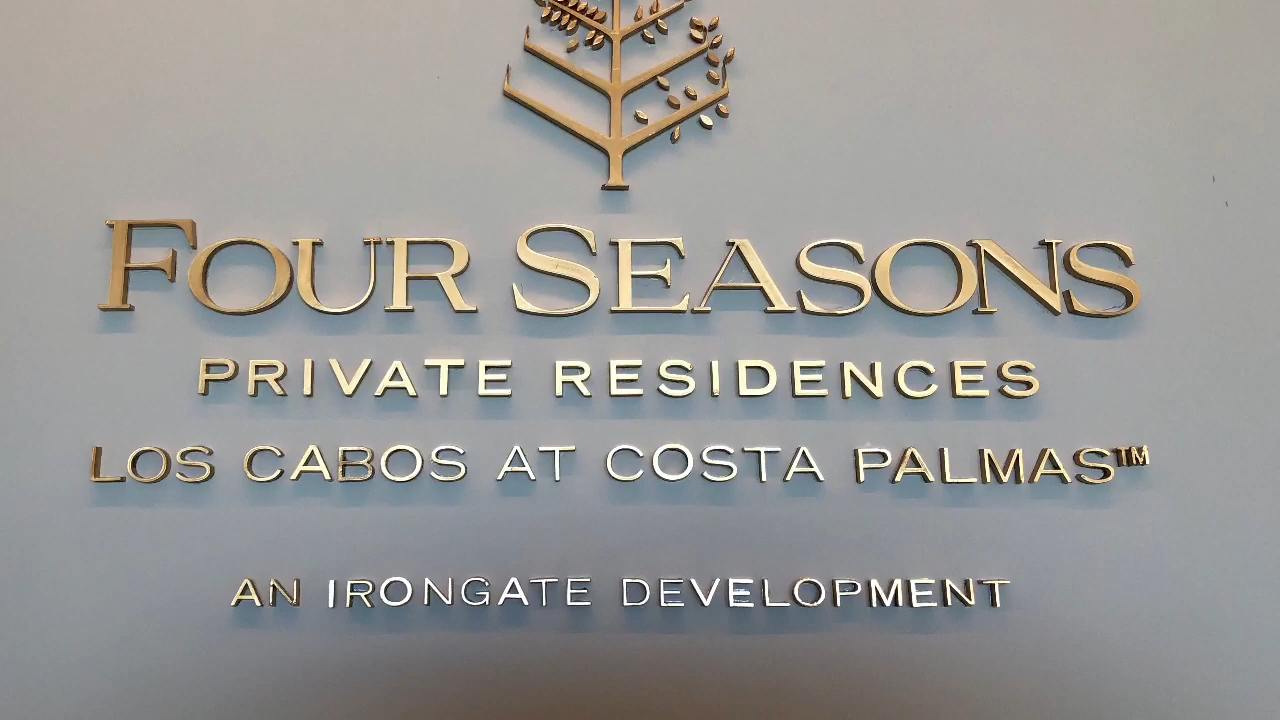 FOUR SEASONS
PRIVATE RESIDENCES
LOS CABOS AT COSTA PALMAS™
AN IRONGATE DEVELOPMENT